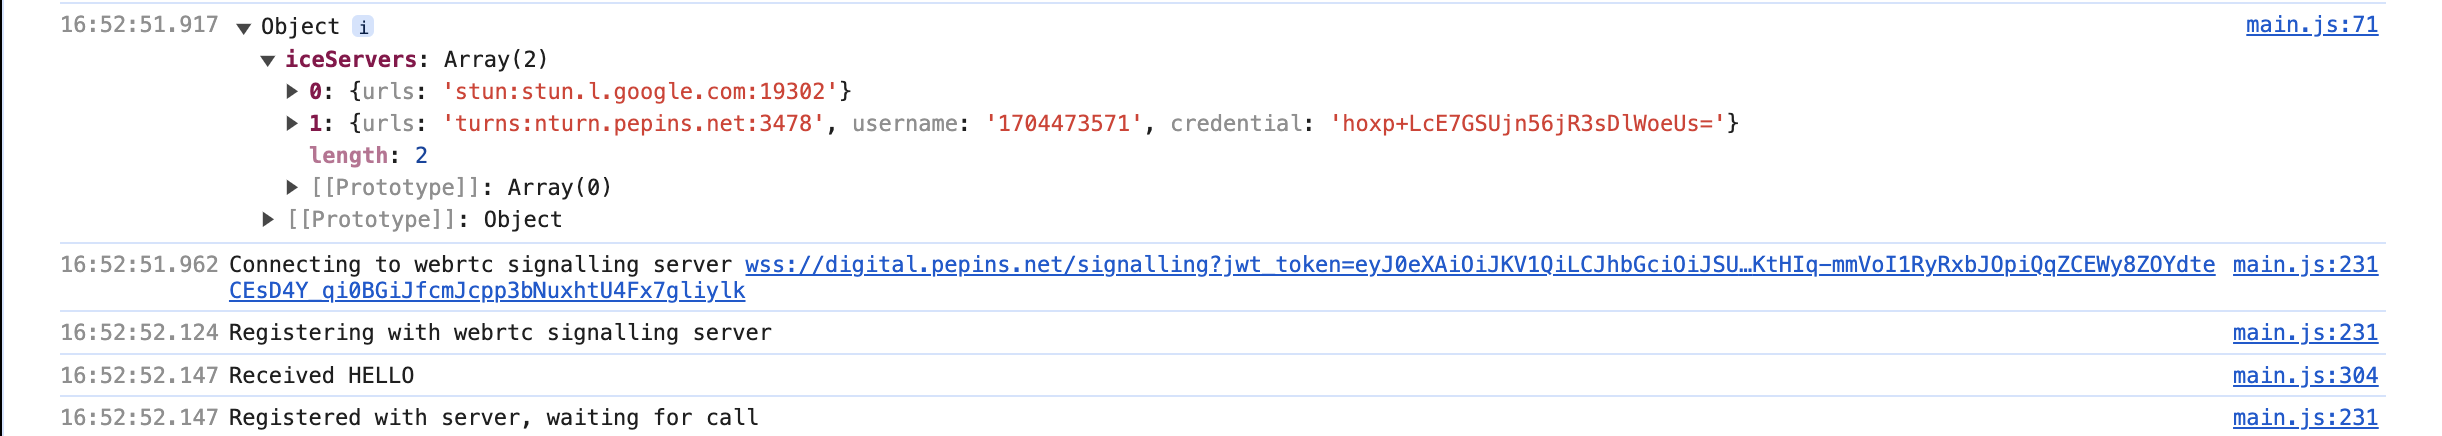 16:52:51.917 ▼ Object i main.js:71
▼ iceServers: Array(2)
▶ 0: {urls: 'stun:stun.l.google.com:19302'}
▶ 1: {urls: 'turns:nturn.pepins.net:3478', username: '1704473571', credential: 'hoxp+LcE7GSUjn56jR3sDlWoeUs='}
length: 2
▶ [[Prototype]]: Array(0)
▶ [[Prototype]]: Object
16:52:51.962 Connecting to webrtc signalling server wss://digital.pepins.net/signalling?jwt_token=eyJ0eXAiOiJKV1QiLCJhbGciOiJSU…KtHIq-mmVoI1RyRxbJOpiQqZCEWy8ZOYdte main.js:231
CEsD4Y_qi0BGiJfcmJcpp3bNuxhtU4Fx7gliylk
16:52:52.124 Registering with webrtc signalling server main.js:231
16:52:52.147 Received HELLO main.js:304
16:52:52.147 Registered with server, waiting for call main.js:231